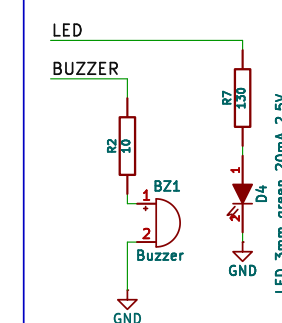 LED
BUZZER
R7
130
R2
10
1
D4
2
BZ1
1
+
2
Buzzer
GND
GND
LED 3mm green 20mA 2.5V